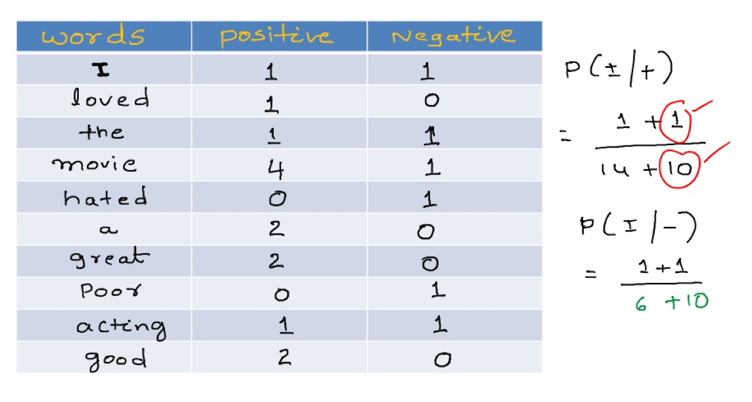 words positive Negative
I 1 1
loved 1 0
the 1 1
movie 4 1
hated 0 1
a 2 0
great 2 0
Poor 0 1
acting 1 1
good 2 0
P(I/+)
= 1 + 1
14 + 10
P(I/-)
= 1+1
6 +10